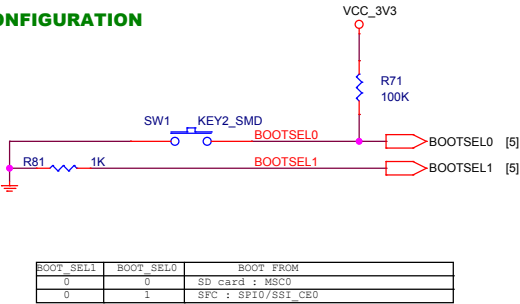 ONFIGURATION
VCC_3V3
R71
100K
SW1 KEY2_SMD
BOOTSEL0
BOOTSEL0 [5]
R81 1K
BOOTSEL1
BOOTSEL1 [5]
BOOT_SEL1 BOOT_SEL0 BOOT FROM
0 0 SD card : MSC0
0 1 SFC : SPI0/SSI_CE0